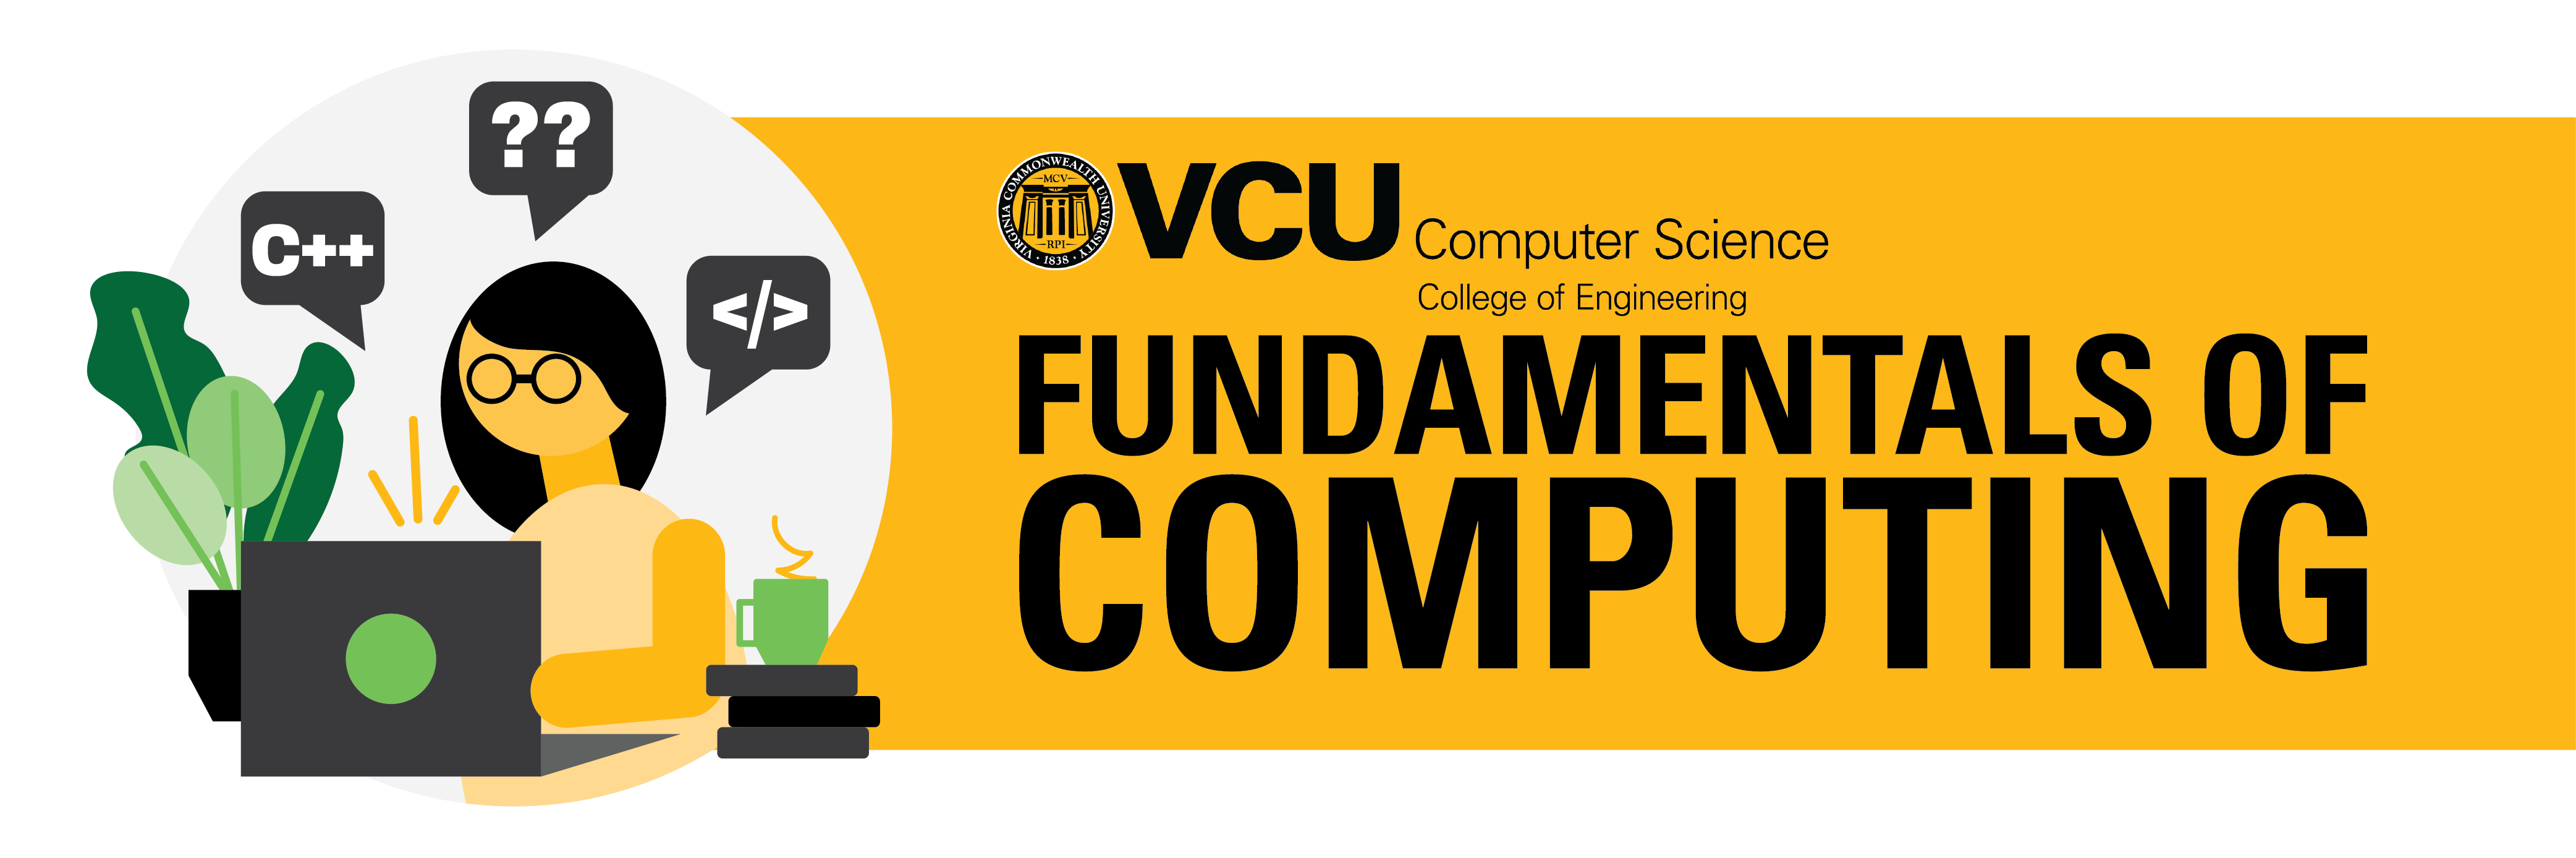 ??
C++
</>
VIRGINIA COMMONWEALTH UNIVERSITY
MCV
RPI
· 1838 ·
VCU Computer Science
College of Engineering
FUNDAMENTALS OF
COMPUTING